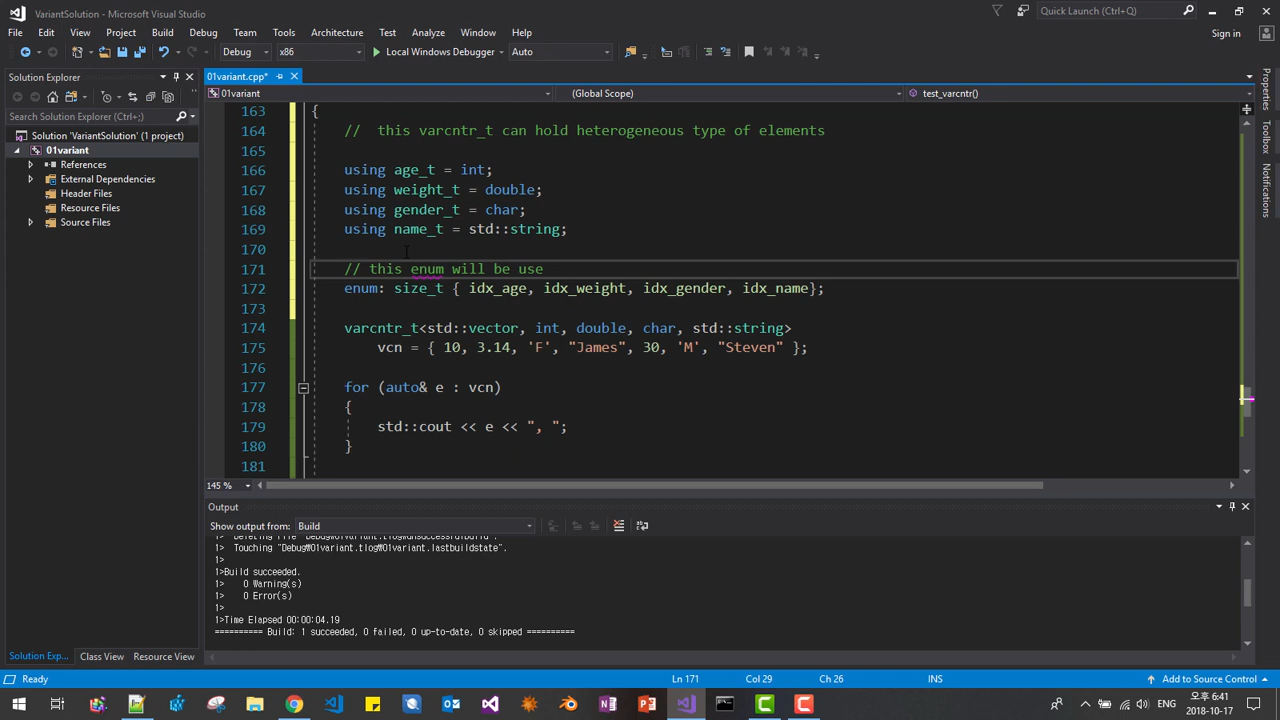 VariantSolution - Microsoft Visual Studio
Quick Launch (Ctrl+Q)
File Edit View Project Build Debug Team Tools Architecture Test Analyze Window Help
Sign in
Debug x86 Local Windows Debugger Auto
Solution Explorer
01variant.cpp*
01variant (Global Scope) test_varcntr()
Search Solution Explorer (Ctrl+;)
Solution 'VariantSolution' (1 project)
01variant
References
External Dependencies
Header Files
Resource Files
Source Files
163 {
164 // this varcntr_t can hold heterogeneous type of elements
165
166 using age_t = int;
167 using weight_t = double;
168 using gender_t = char;
169 using name_t = std::string;
170
171 // this enum will be use
172 enum: size_t { idx_age, idx_weight, idx_gender, idx_name};
173
174 varcntr_t<std::vector, int, double, char, std::string>
175 vcn = { 10, 3.14, 'F', "James", 30, 'M', "Steven" };
176
177 for (auto& e : vcn)
178 {
179 std::cout << e << ", ";
180 }
181
145 %
Properties
Toolbox
Notifications
Output
Show output from: Build
1> Touching "Debug₩01variant.tlog₩01variant.lastbuildstate".
1>
1>Build succeeded.
1> 0 Warning(s)
1> 0 Error(s)
1>
1>Time Elapsed 00:00:04.19
========== Build: 1 succeeded, 0 failed, 0 up-to-date, 0 skipped ==========
Solution Exp... Class View Resource View
Ready Ln 171 Col 29 Ch 26 INS Add to Source Control
ENG
오후 6:41
2018-10-17